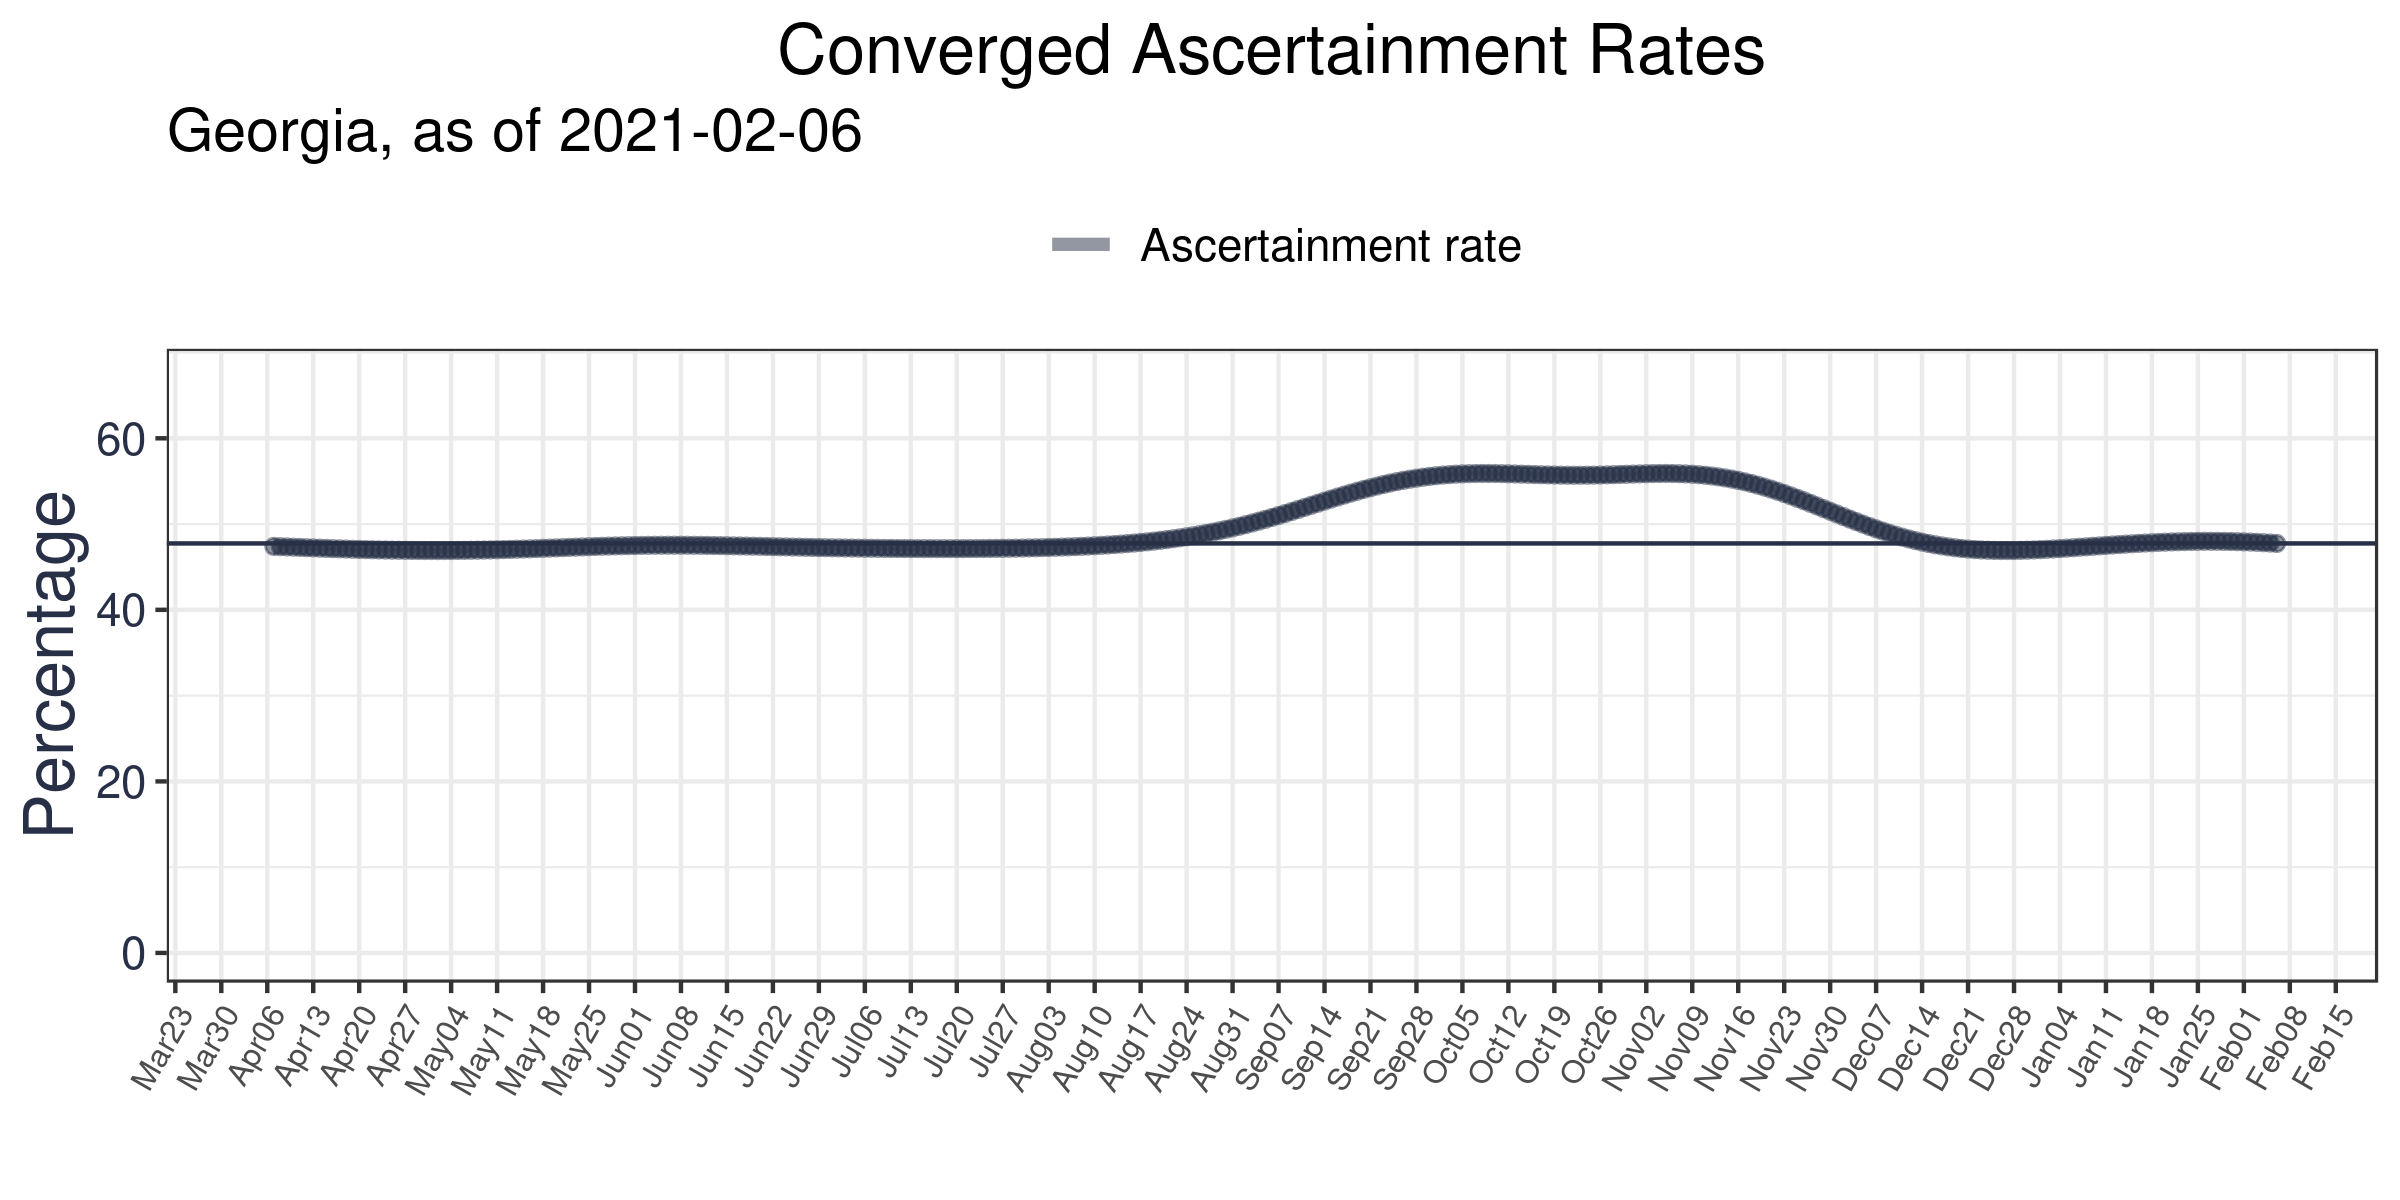 Converged Ascertainment Rates
Georgia, as of 2021-02-06
Ascertainment rate
Percentage
60
40
20
0
Mar23
Mar30
Apr06
Apr13
Apr20
Apr27
May04
May11
May18
May25
Jun01
Jun08
Jun15
Jun22
Jun29
Jul06
Jul13
Jul20
Jul27
Aug03
Aug10
Aug17
Aug24
Aug31
Sep07
Sep14
Sep21
Sep28
Oct05
Oct12
Oct19
Oct26
Nov02
Nov09
Nov16
Nov23
Nov30
Dec07
Dec14
Dec21
Dec28
Jan04
Jan11
Jan18
Jan25
Feb01
Feb08
Feb15